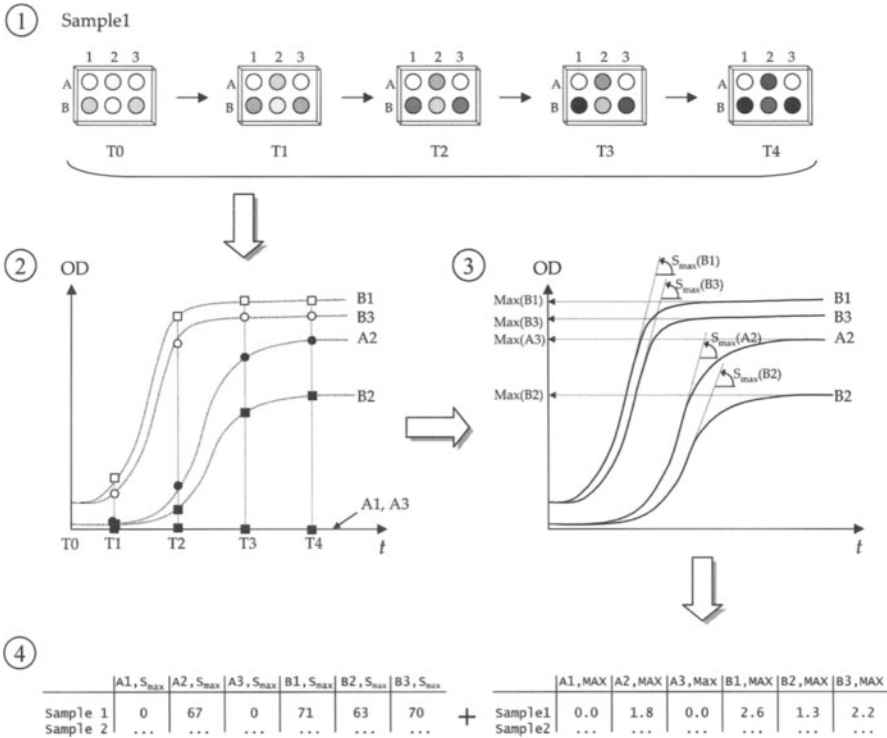 1 Sample1
1 2 3 1 2 3 1 2 3 1 2 3 1 2 3
A A A A A
B B B B B
T0 T1 T2 T3 T4
2
OD
B1
B3
A2
B2
A1, A3
T0 T1 T2 T3 T4 t
3
OD
Smax(B1)
Smax(B3)
Max(B1)
B1
Max(B3)
B3
Max(A3)
Smax(A2)
A2
Smax(B2)
Max(B2)
B2
t
4
A1,Smax A2,Smax A3,Smax B1,Smax B2,Smax B3,Smax
Sample 1 0 67 0 71 63 70
Sample 2 ... ... ... ... ... ...
+
A1,MAX A2,MAX A3,Max B1,MAX B2,MAX B3,MAX
Sample1 0.0 1.8 0.0 2.6 1.3 2.2
Sample2 ... ... ... ... ... ...